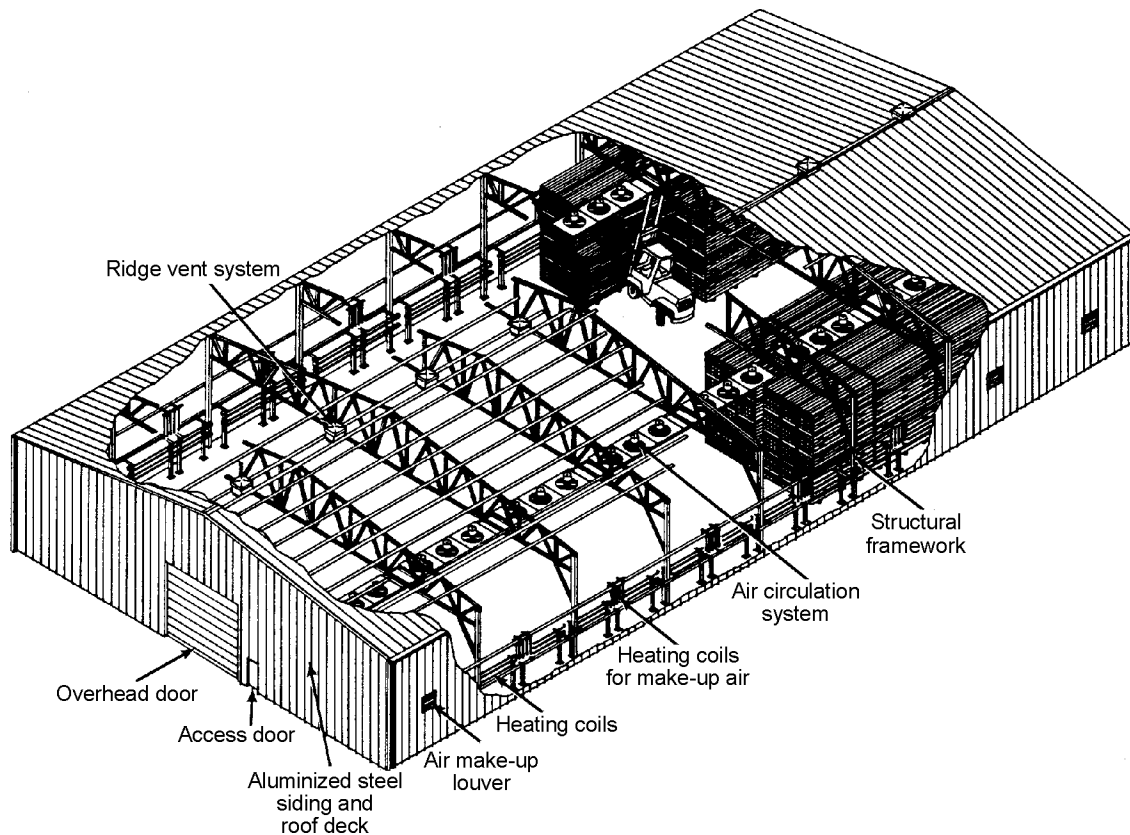 Ridge vent system
Structural
framework
Air circulation
system
Heating coils
for make-up air
Overhead door
Heating coils
Access door
Air make-up
louver
Aluminized steel
siding and
roof deck